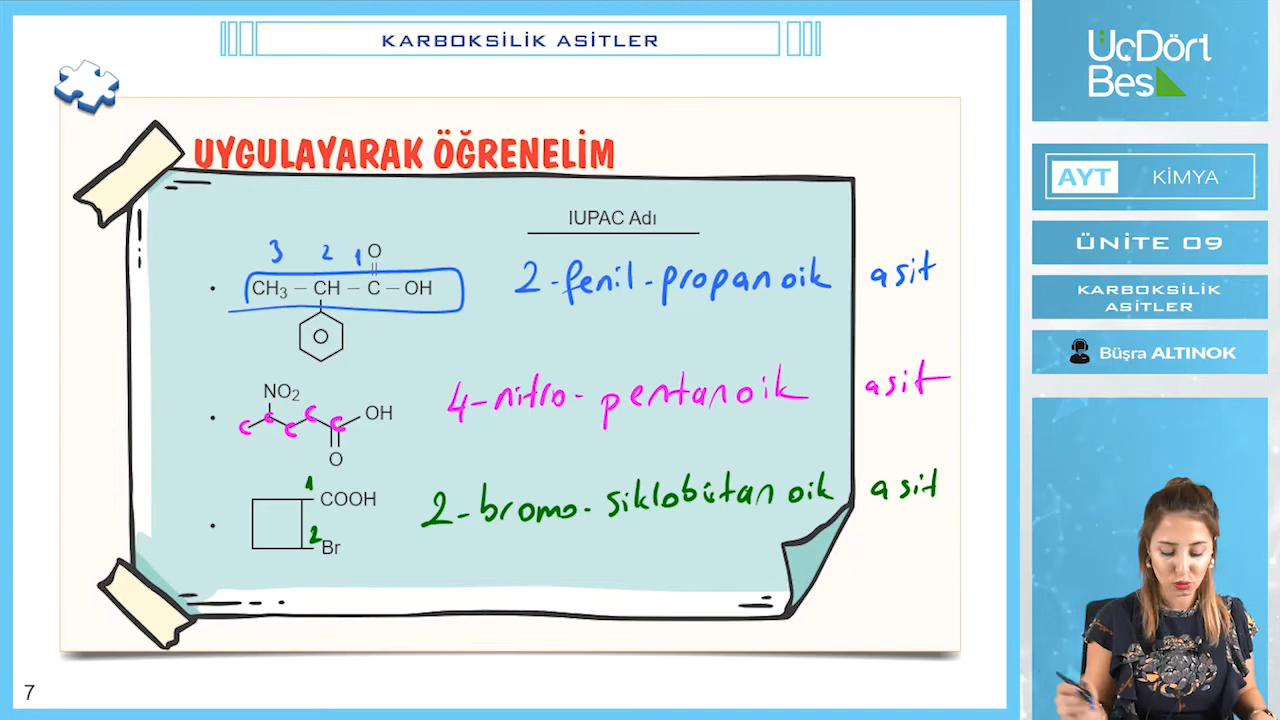 KARBOKSİLİK ASİTLER
UYGULAYARAK ÖĞRENELİM
IUPAC Adı
3 2 1 O
• CH₃ – CH – C – OH 2-fenil-propanoik asit
NO₂
• C C C C C OH 4-nitro-pentanoik asit
O
1 COOH
• 2-bromo-siklobütanoik asit
2 Br
7
ÜçDört
Beş
AYT KİMYA
ÜNİTE 09
KARBOKSİLİK
ASİTLER
Büşra ALTINOK